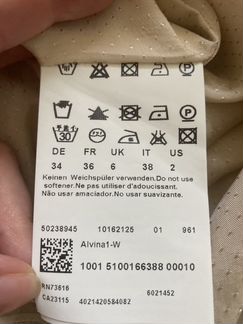 DE FR UK IT US
34 36 6 38 2
Keinen Weichspüler verwenden.Do not use
softener.Ne pas utiliser d'adoucissant.
Não usar amaciador.No usar suavizante.
50238945 10162125 01 961
Alvina1-W
1001 5100166388 00010
RN73616
CA23115 4021420584082 6021452